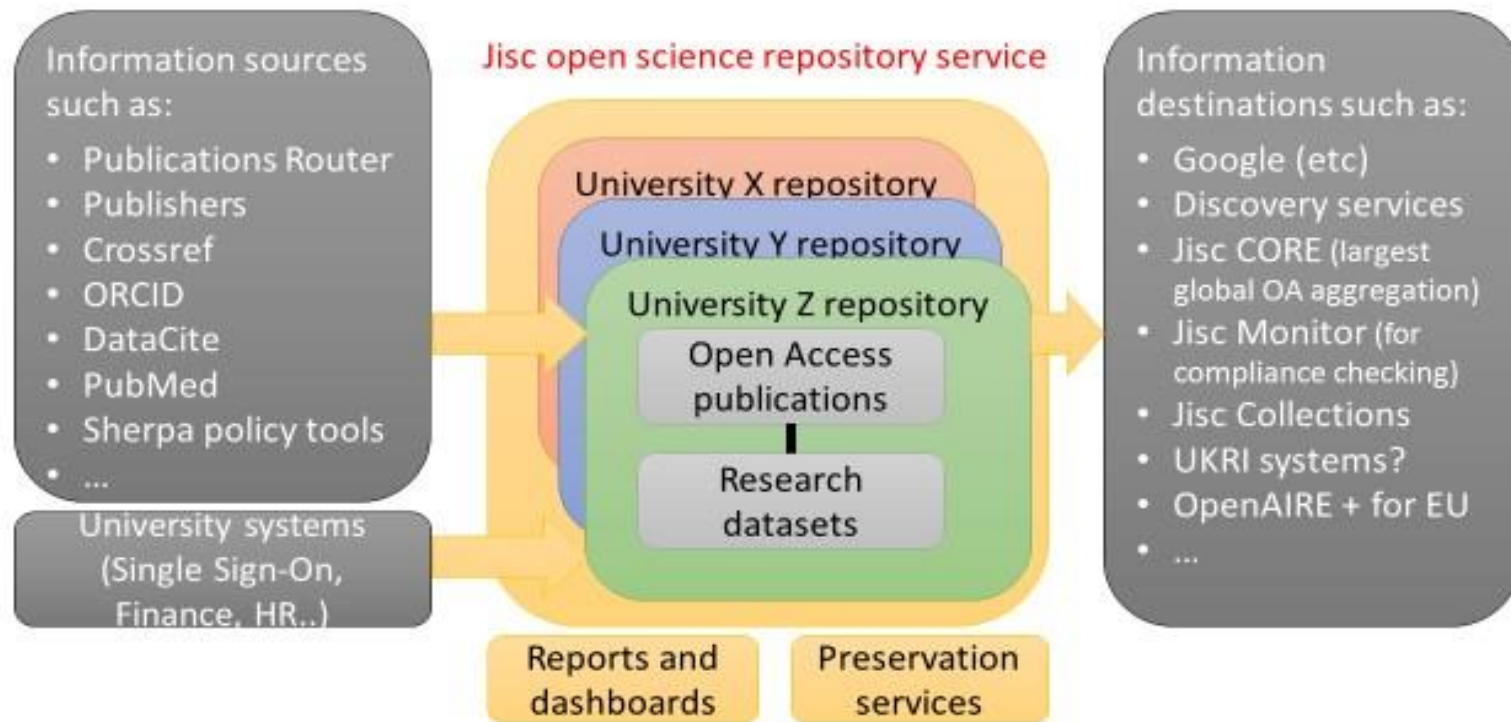 Information sources
such as:
• Publications Router
• Publishers
• Crossref
• ORCID
• DataCite
• PubMed
• Sherpa policy tools
• ...
University systems
(Single Sign-On,
Finance, HR..)
Jisc open science repository service
University X repository
University Y repository
University Z repository
Open Access
publications
Research
datasets
Reports and
dashboards
Preservation
services
Information
destinations such as:
• Google (etc)
• Discovery services
• Jisc CORE (largest
global OA aggregation)
• Jisc Monitor (for
compliance checking)
• Jisc Collections
• UKRI systems?
• OpenAIRE + for EU
• ...